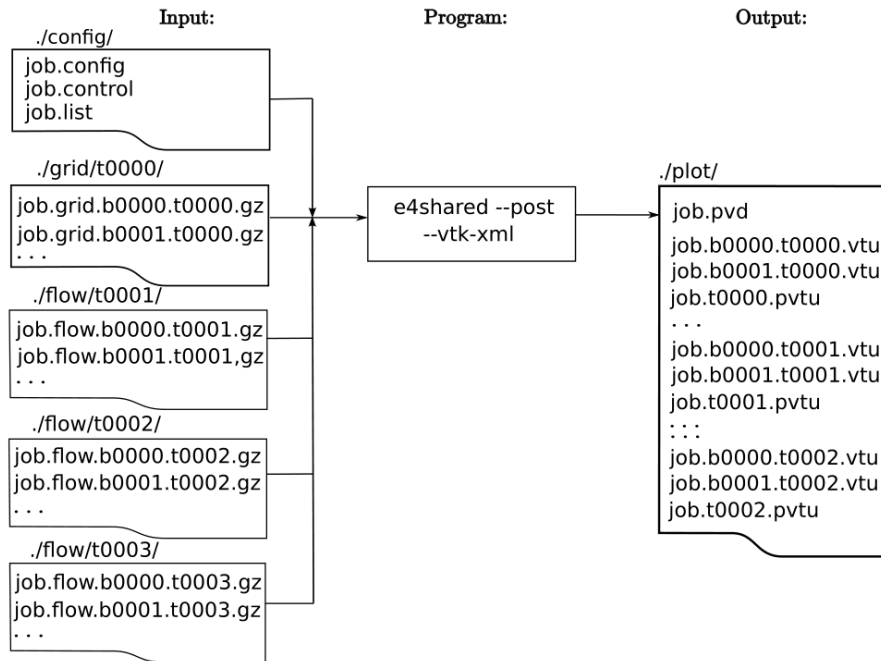 Input:
Program:
Output:
./config/
job.config
job.control
job.list
./grid/t0000/
job.grid.b0000.t0000.gz
job.grid.b0001.t0000.gz
...
./flow/t0001/
job.flow.b0000.t0001.gz
job.flow.b0001.t0001,gz
...
./flow/t0002/
job.flow.b0000.t0002.gz
job.flow.b0001.t0002.gz
...
./flow/t0003/
job.flow.b0000.t0003.gz
job.flow.b0001.t0003.gz
...
e4shared --post
--vtk-xml
./plot/
job.pvd
job.b0000.t0000.vtu
job.b0001.t0000.vtu
job.t0000.pvtu
...
job.b0000.t0001.vtu
job.b0001.t0001.vtu
job.t0001.pvtu
: : :
job.b0000.t0002.vtu
job.b0001.t0002.vtu
job.t0002.pvtu